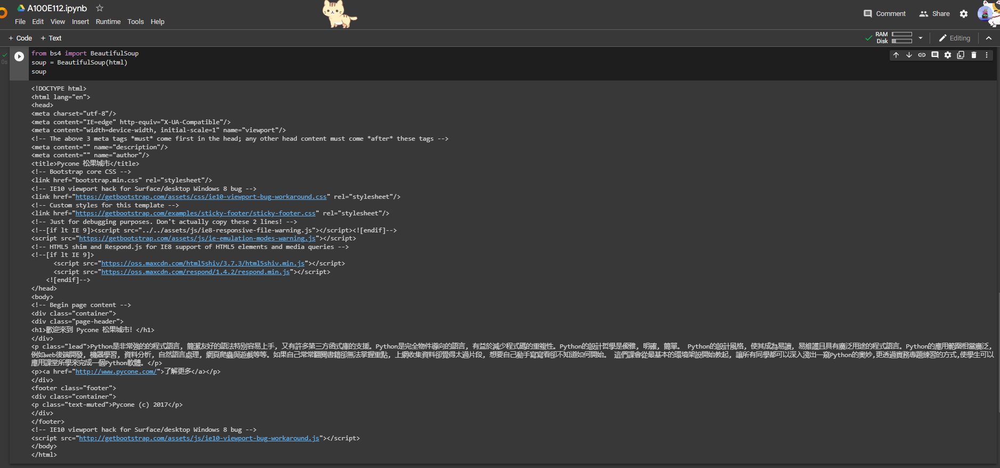 A100E112.ipynb
Comment
Share
File Edit View Insert Runtime Tools Help
+ Code + Text
RAM
Disk
Editing
0s
from bs4 import BeautifulSoup
soup = BeautifulSoup(html)
soup
<!DOCTYPE html>
<html lang="en">
<head>
<meta charset="utf-8"/>
<meta content="IE=edge" http-equiv="X-UA-Compatible"/>
<meta content="width=device-width, initial-scale=1" name="viewport"/>
<!-- The above 3 meta tags *must* come first in the head; any other head content must come *after* these tags -->
<meta content="" name="description"/>
<meta content="" name="author"/>
<title>Pycone 松果城市</title>
<!-- Bootstrap core CSS -->
<link href="bootstrap.min.css" rel="stylesheet"/>
<!-- IE10 viewport hack for Surface/desktop Windows 8 bug -->
<link href="https://getbootstrap.com/assets/css/ie10-viewport-bug-workaround.css" rel="stylesheet"/>
<!-- Custom styles for this template -->
<link href="https://getbootstrap.com/examples/sticky-footer/sticky-footer.css" rel="stylesheet"/>
<!-- Just for debugging purposes. Don't actually copy these 2 lines! -->
<!--[if lt IE 9]><script src="../../assets/js/ie8-responsive-file-warning.js"></script><![endif]-->
<script src="https://getbootstrap.com/assets/js/ie-emulation-modes-warning.js"></script>
<!-- HTML5 shim and Respond.js for IE8 support of HTML5 elements and media queries -->
<!--[if lt IE 9]>
<script src="https://oss.maxcdn.com/html5shiv/3.7.3/html5shiv.min.js"></script>
<script src="https://oss.maxcdn.com/respond/1.4.2/respond.min.js"></script>
<![endif]-->
</head>
<body>
<!-- Begin page content -->
<div class="container">
<div class="page-header">
<h1>歡迎來到 Pycone 松果城市! </h1>
</div>
<p class="lead">Python是非常強的的程式語言, 簡潔友好的語法特別容易上手, 又有許多第三方函式庫的支援。Python是完全物件導向的語言, 有益於減少程式碼的重複性。Python的設計哲學是優雅, 明確, 簡單。 Python的設計風格, 使其成為易讀, 易維護且具有廣泛用途的程式語言。Python的應用範圍相當廣泛,
例如web後端開發, 機器學習, 資料分析, 自然語言處理, 網頁爬蟲與遊戲等等。如果自己常常翻閱書籍卻無法掌握重點, 上網收集資料卻覺得太過片段, 想要自己動手寫寫看卻不知道如何開始。 這門課會從最基本的環境架設開始教起, 讓所有同學都可以深入淺出一窺Python的奧妙,更透過實務專題練習的方式,使學生可以
應用課堂所學來完成一個Python軟體。</p>
<p><a href="http://www.pycone.com/">了解更多</a></p>
</div>
<footer class="footer">
<div class="container">
<p class="text-muted">Pycone (c) 2017</p>
</div>
</footer>
<!-- IE10 viewport hack for Surface/desktop Windows 8 bug -->
<script src="http://getbootstrap.com/assets/js/ie10-viewport-bug-workaround.js"></script>
</body>
</html>